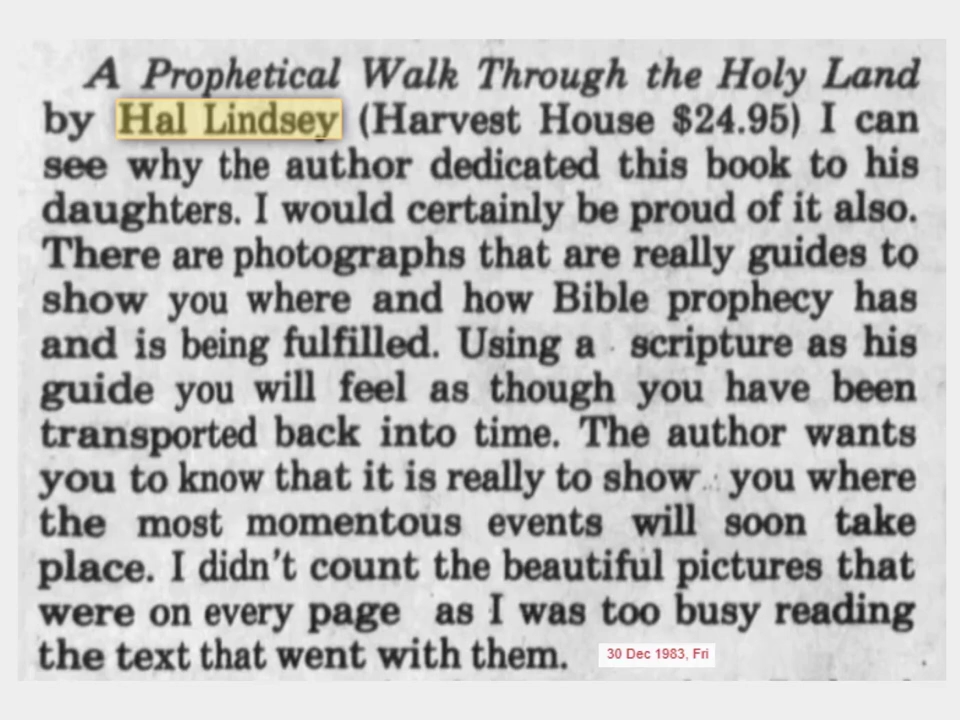 A Prophetical Walk Through the Holy Land
by Hal Lindsey (Harvest House $24.95) I can
see why the author dedicated this book to his
daughters. I would certainly be proud of it also.
There are photographs that are really guides to
show you where and how Bible prophecy has
and is being fulfilled. Using a scripture as his
guide you will feel as though you have been
transported back into time. The author wants
you to know that it is really to show you where
the most momentous events will soon take
place. I didn't count the beautiful pictures that
were on every page as I was too busy reading
the text that went with them.
30 Dec 1983, Fri